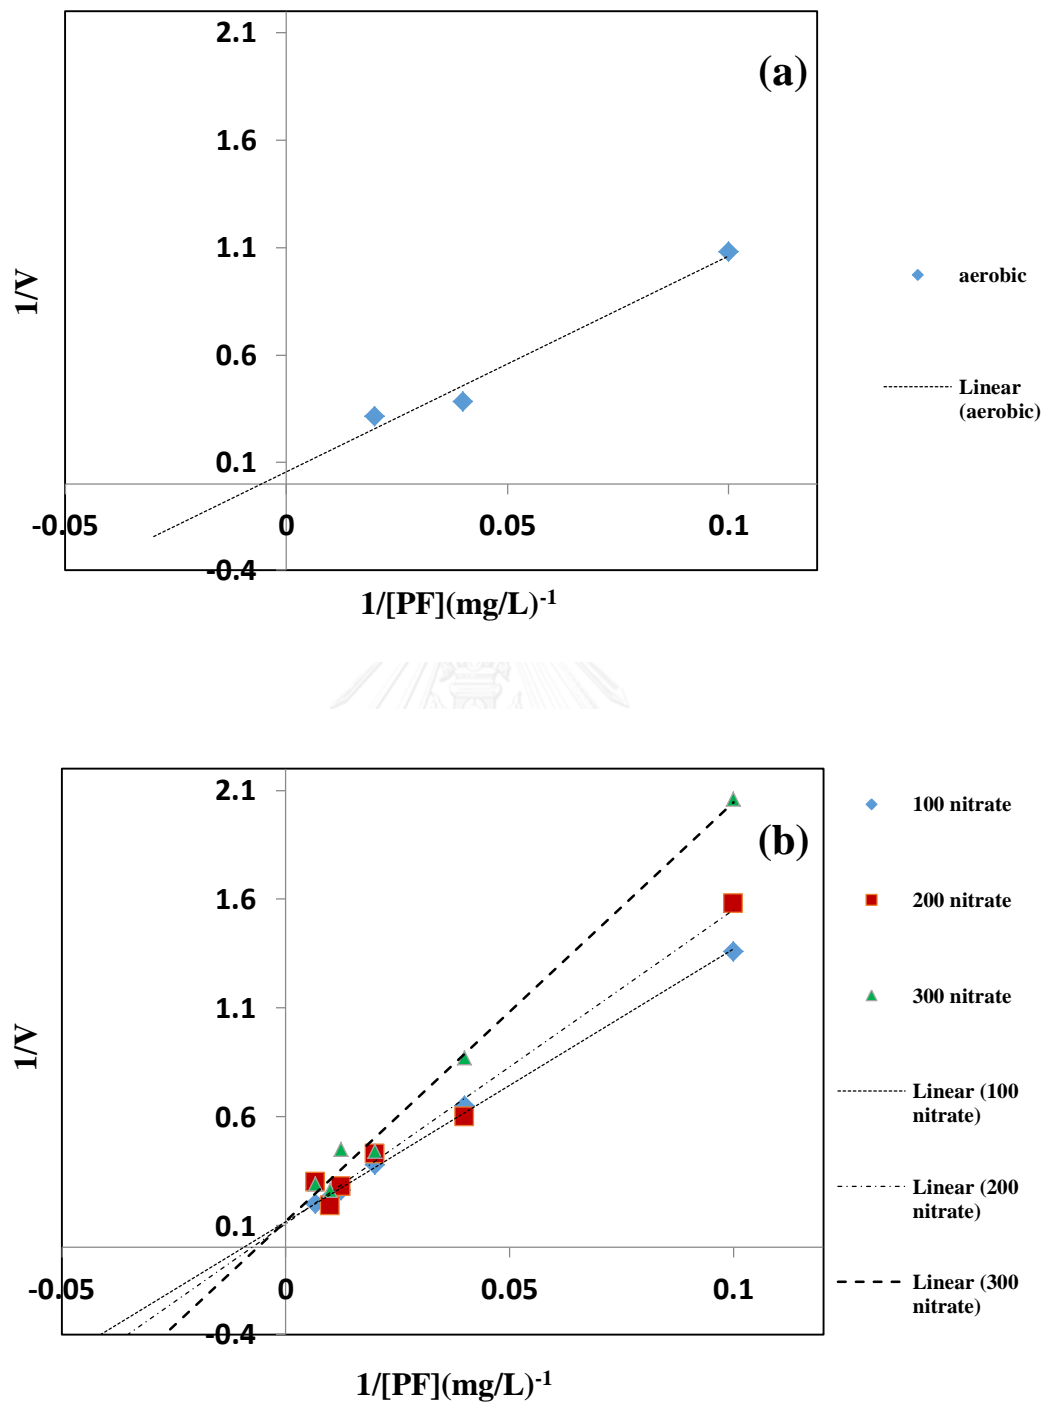 (a)
2.1
1.6
1.1
0.6
0.1
-0.4
-0.05
0
0.05
0.1
1/V
1/[PF](mg/L)-1
aerobic
Linear
(aerobic)
(b)
2.1
1.6
1.1
0.6
0.1
-0.4
-0.05
0
0.05
0.1
1/V
1/[PF](mg/L)-1
100 nitrate
200 nitrate
300 nitrate
Linear (100
nitrate)
Linear (200
nitrate)
Linear (300
nitrate)